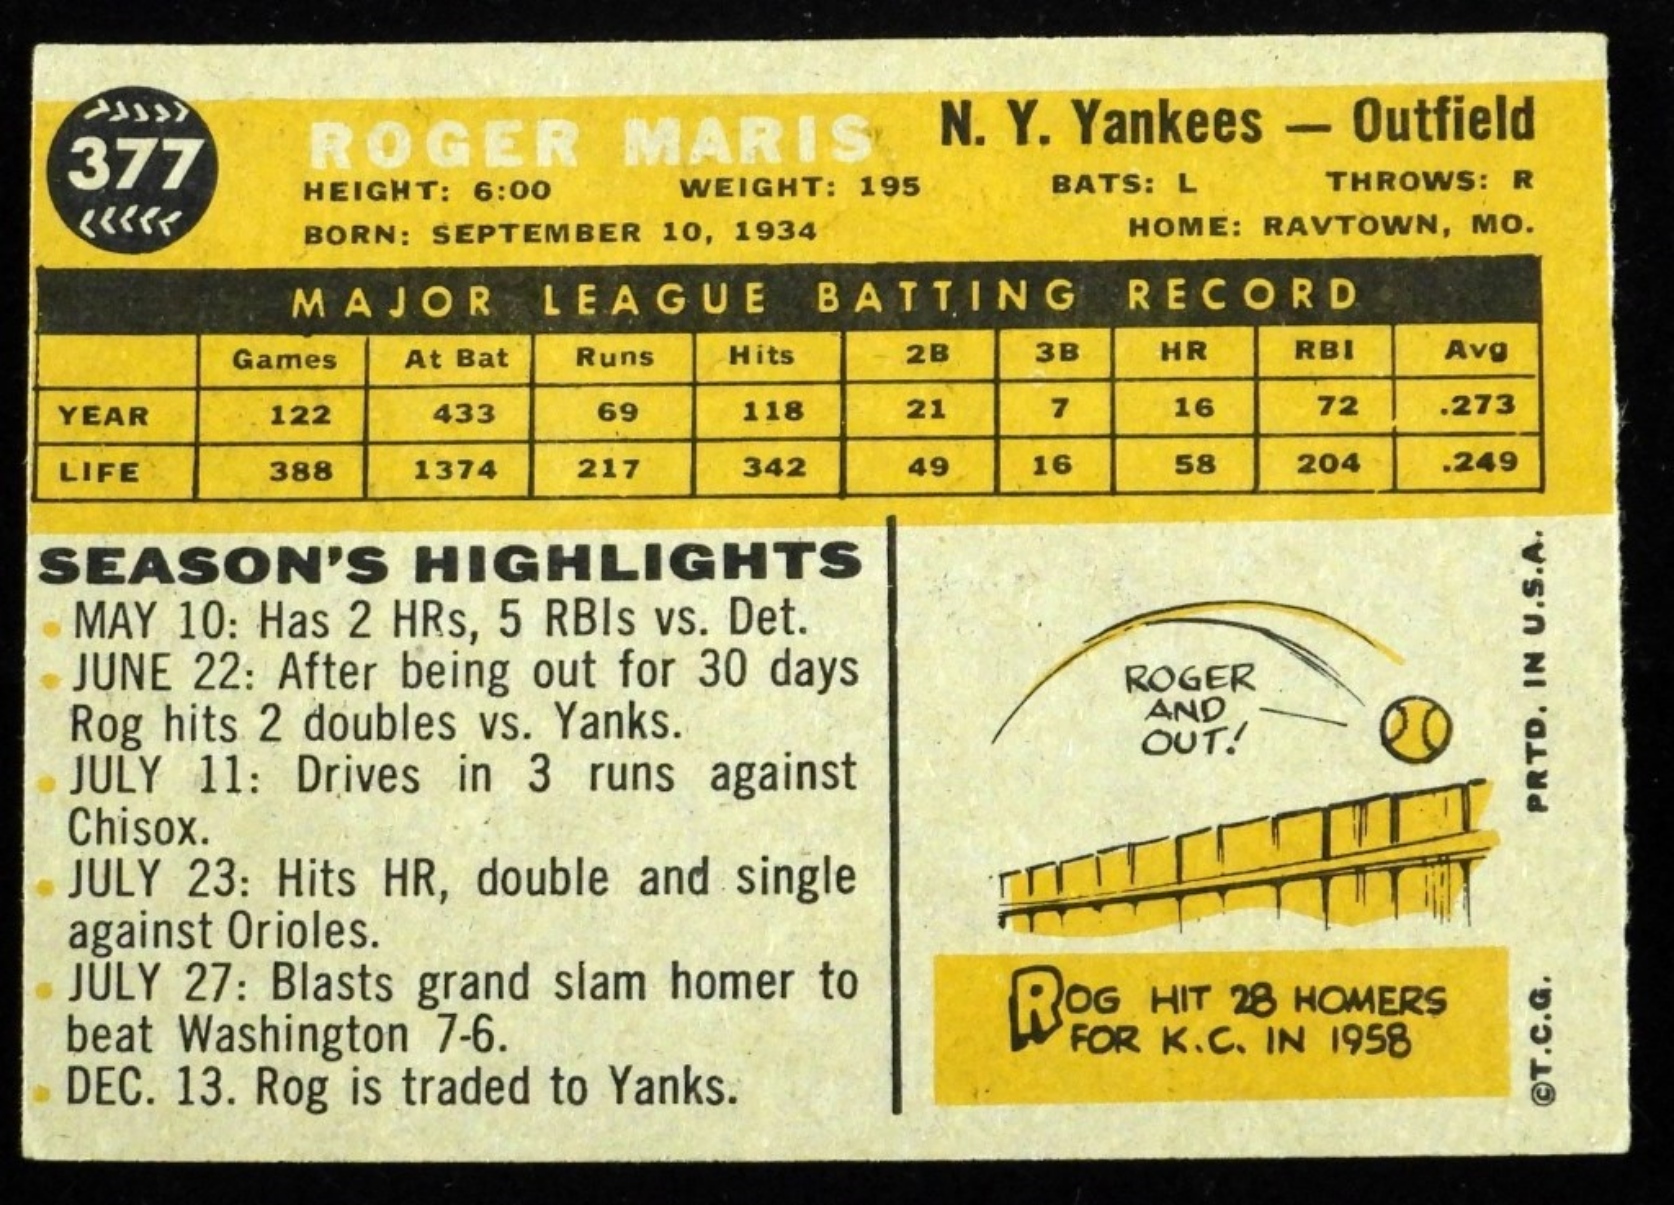 377
ROGER MARIS
N. Y. Yankees — Outfield
HEIGHT: 6:00 WEIGHT: 195 BATS: L THROWS: R
BORN: SEPTEMBER 10, 1934 HOME: RAVTOWN, MO.
MAJOR LEAGUE BATTING RECORD
Games At Bat Runs Hits 2B 3B HR RBI Avg
YEAR 122 433 69 118 21 7 16 72 .273
LIFE 388 1374 217 342 49 16 58 204 .249
SEASON'S HIGHLIGHTS
MAY 10: Has 2 HRs, 5 RBIs vs. Det.
JUNE 22: After being out for 30 days
Rog hits 2 doubles vs. Yanks.
JULY 11: Drives in 3 runs against
Chisox.
JULY 23: Hits HR, double and single
against Orioles.
JULY 27: Blasts grand slam homer to
beat Washington 7-6.
DEC. 13. Rog is traded to Yanks.
ROGER
AND
OUT!
ROG HIT 28 HOMERS
FOR K.C. IN 1958
©T.C.G. PRTD. IN U.S.A.